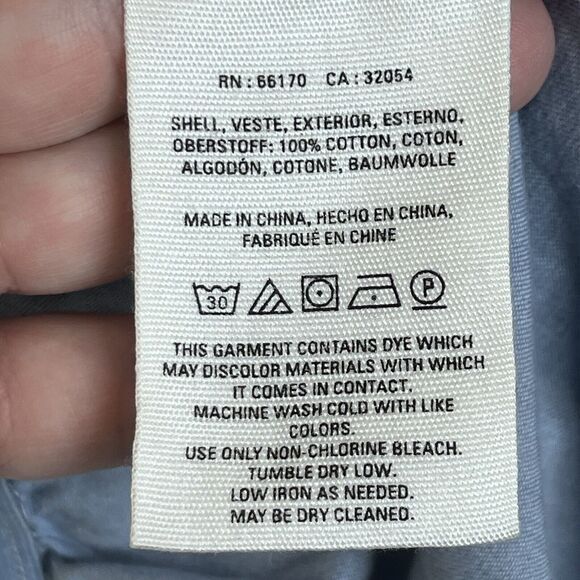 RN : 66170 CA : 32054
SHELL, VESTE, EXTERIOR, ESTERNO.
OBERSTOFF: 100% COTTON, COTON,
ALGODÓN, COTONE, BAUMWOLLE
MADE IN CHINA, HECHO EN CHINA,
FABRIQUÉ EN CHINE
30 P
THIS GARMENT CONTAINS DYE WHICH
MAY DISCOLOR MATERIALS WITH WHICH
IT COMES IN CONTACT.
MACHINE WASH COLD WITH LIKE
COLORS.
USE ONLY NON-CHLORINE BLEACH.
TUMBLE DRY LOW.
LOW IRON AS NEEDED.
MAY BE DRY CLEANED.